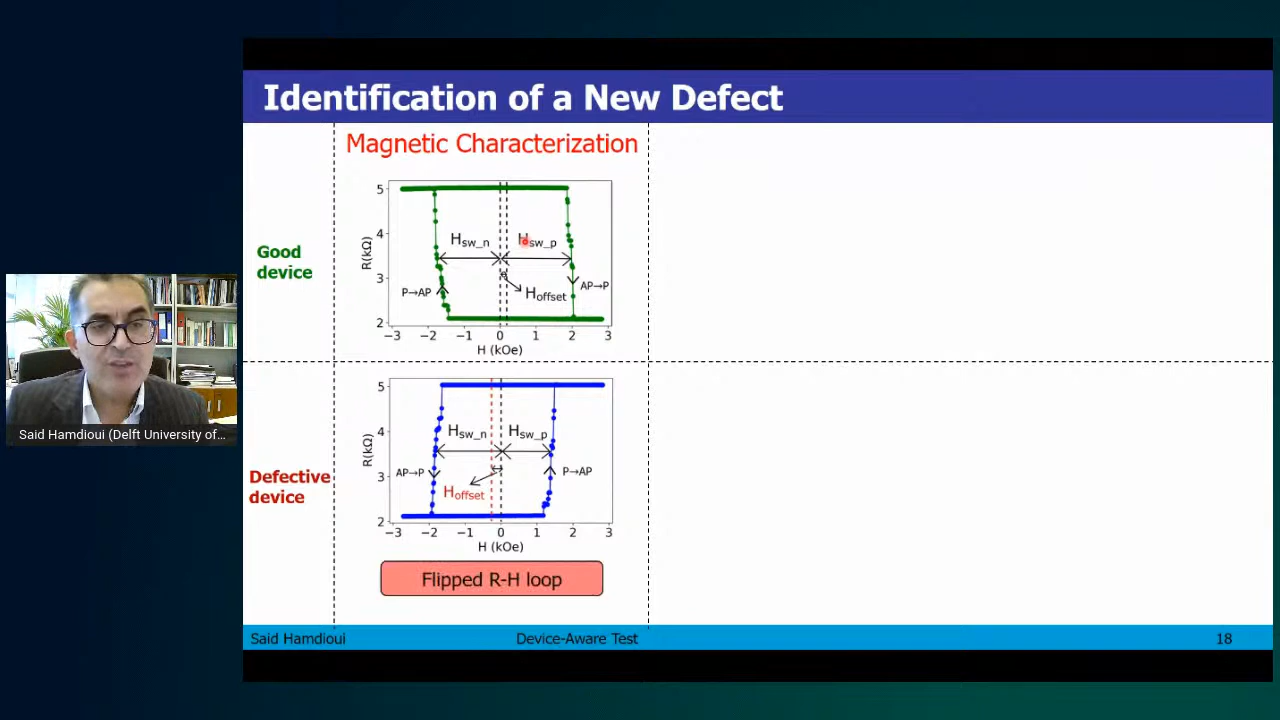 Identification of a New Defect
Magnetic Characterization
Good
device
R(kΩ)
5
4
3
2
Hsw_n
Hsw_p
Hoffset
P→AP
AP→P
−3 −2 −1 0 1 2 3
H (kOe)
Defective
device
R(kΩ)
5
4
3
2
Hsw_n
Hsw_p
Hoffset
AP→P
P→AP
−3 −2 −1 0 1 2 3
H (kOe)
Flipped R-H loop
Said Hamdioui (Delft University of...
Said Hamdioui
Device-Aware Test
18